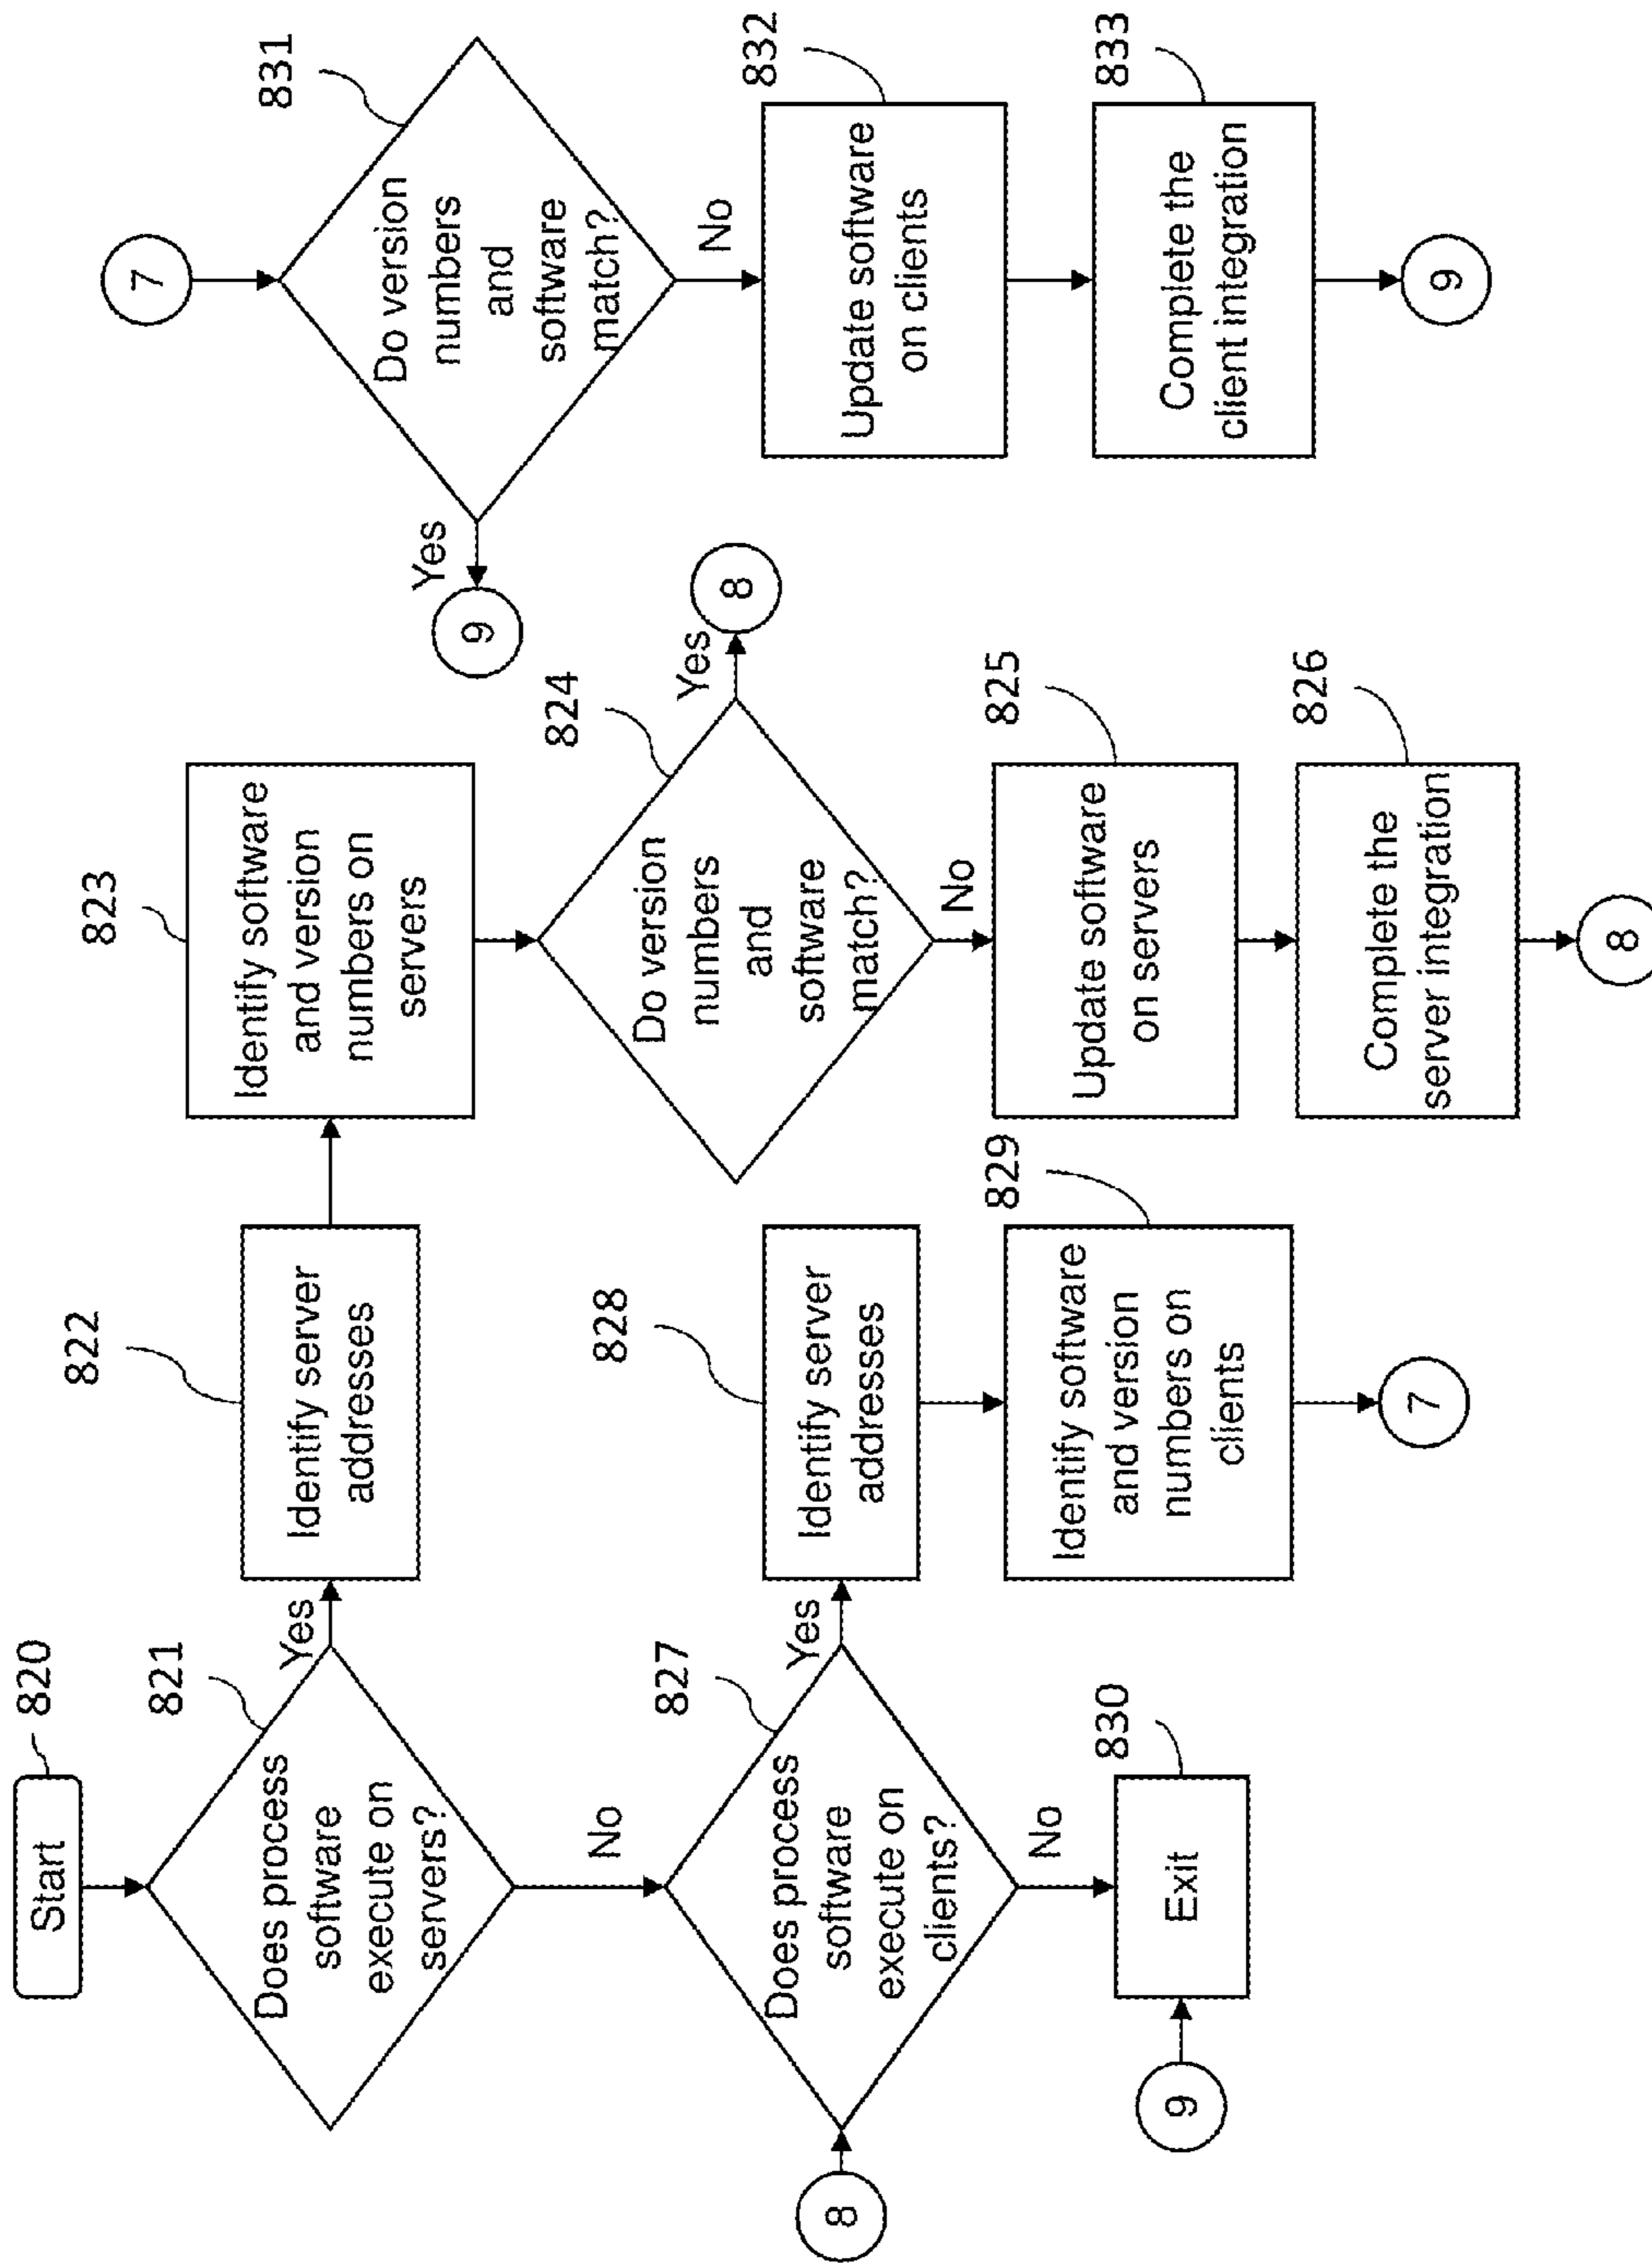 Start
820
Does process
software
execute on
servers?
821
Yes
No
Identify server
addresses
822
Identify software
and version
numbers on
servers
823
Do version
numbers
and
software
match?
824
Yes
8
No
Update software
on servers
825
Complete the
server integration
826
8
8
Does process
software
execute on
clients?
827
Yes
No
Identify server
addresses
828
Identify software
and version
numbers on
clients
829
7
9
Exit
830
7
Do version
numbers
and
software
match?
831
Yes
9
No
Update software
on clients
832
Complete the
client integration
833
9